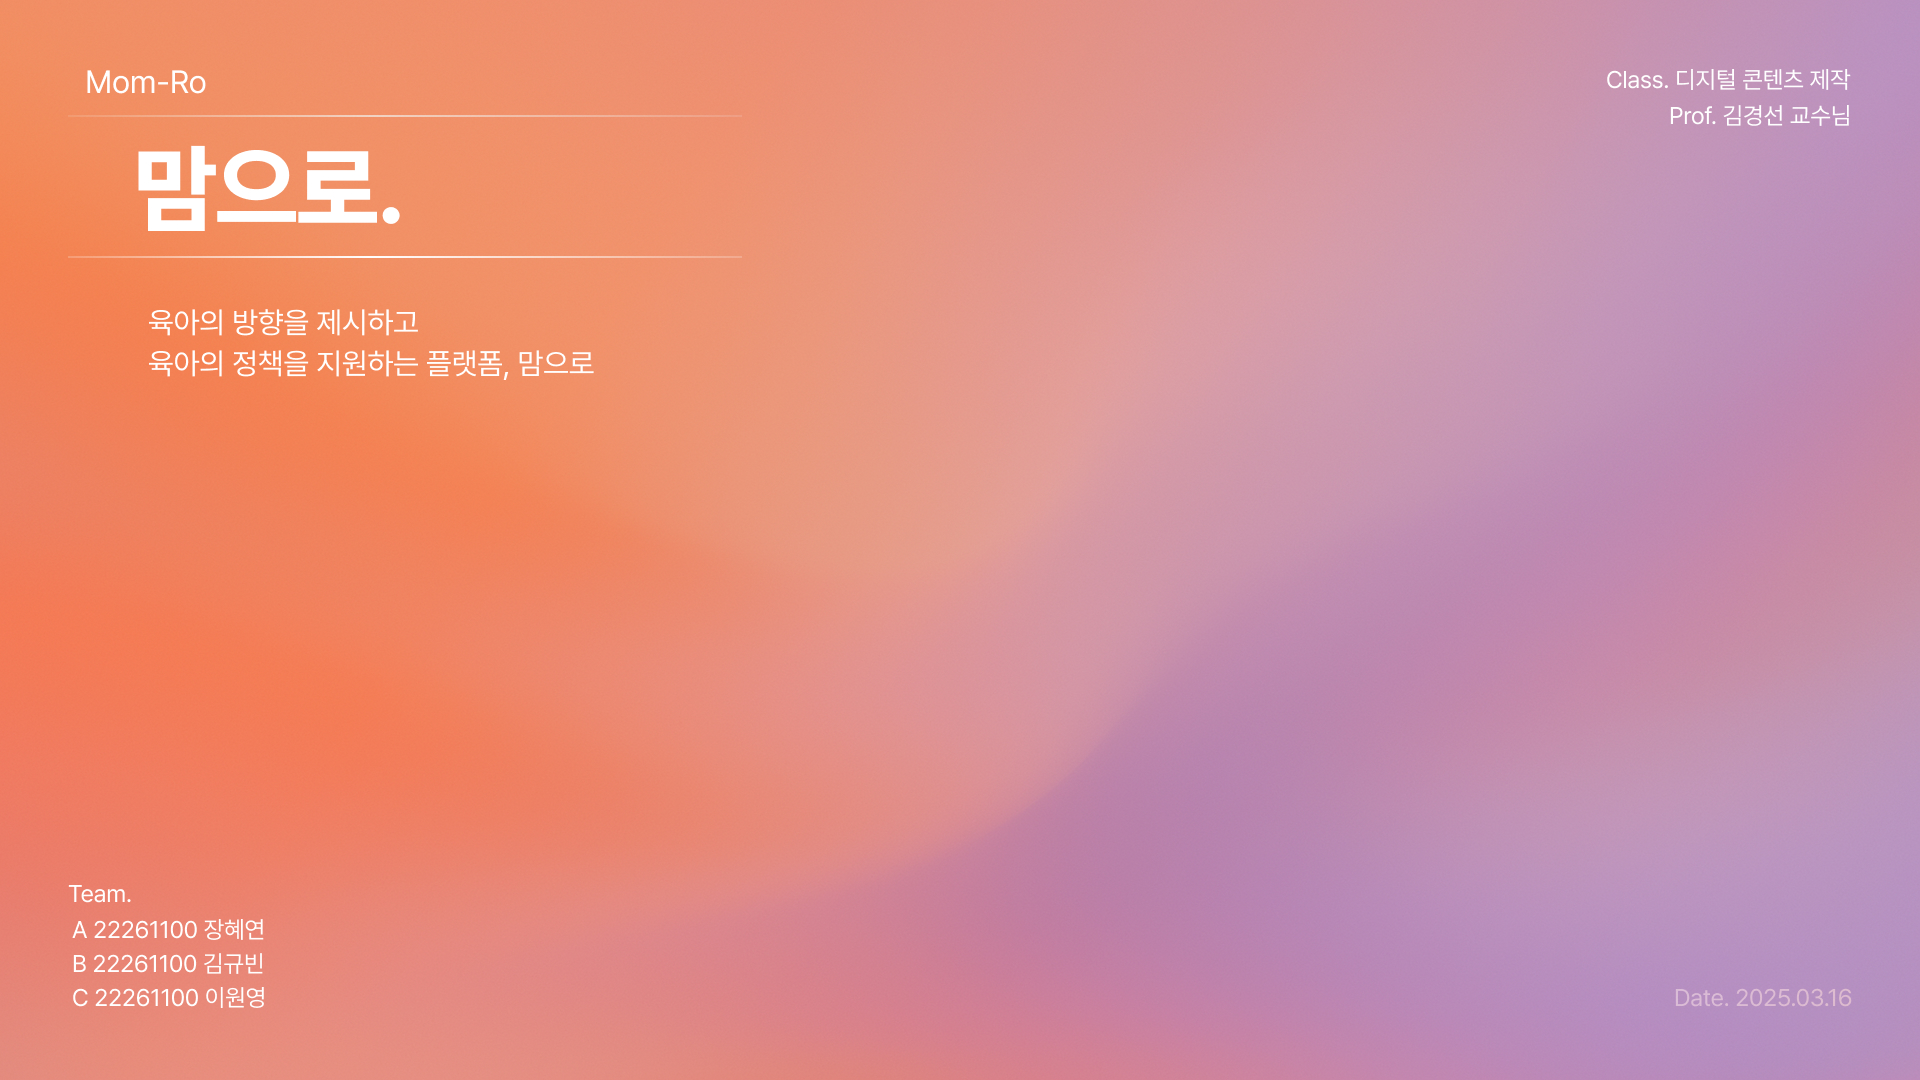 Mom-Ro
맘으로.
육아의 방향을 제시하고
육아의 정책을 지원하는 플랫폼, 맘으로
Class. 디지털 콘텐츠 제작
Prof. 김경선 교수님
Team.
A 22261100 장혜연
B 22261100 김규빈
C 22261100 이원영
Date. 2025.03.16